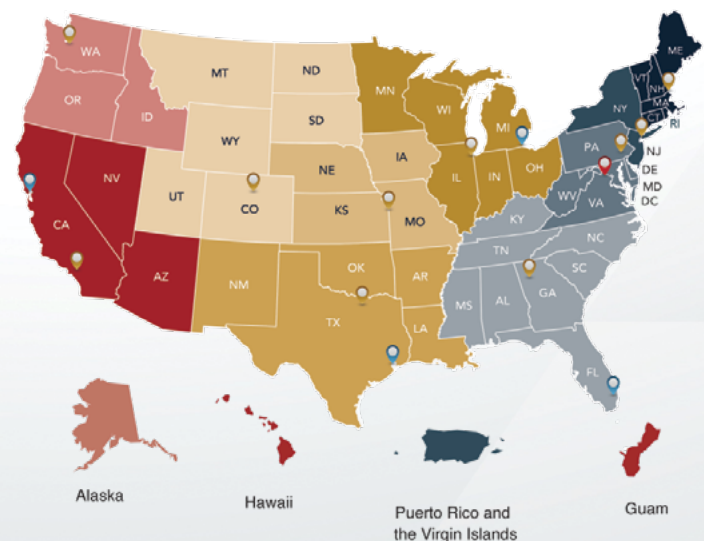 WA
ME
MT
ND
VT
NH
OR
MN
ID
WI
MI
NY
MA
SD
CT
RI
WY
IA
PA
NJ
NE
OH
DE
NV
IL
IN
MD
UT
CO
WV
DC
KS
MO
VA
CA
KY
NC
TN
AZ
OK
AR
SC
NM
MS
AL
GA
TX
LA
FL
Alaska
Hawaii
Puerto Rico and
the Virgin Islands
Guam